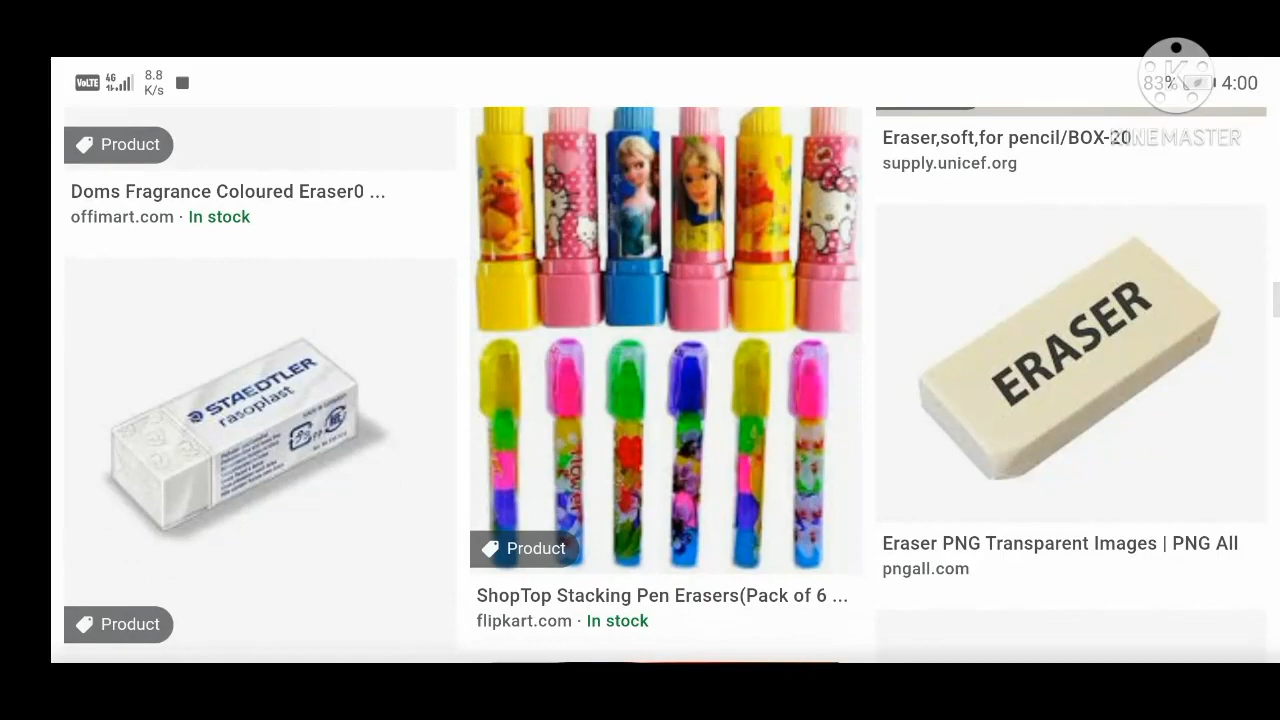 VoLTE 4G 8.8 K/s
83% 4:00
KINEMASTER
Product
Doms Fragrance Coloured Eraser0 ...
offimart.com · In stock
STAEDTLER
rasoplast
Product
Product
ShopTop Stacking Pen Erasers(Pack of 6 ...
flipkart.com · In stock
Eraser,soft,for pencil/BOX-20
supply.unicef.org
ERASER
Eraser PNG Transparent Images | PNG All
pngall.com